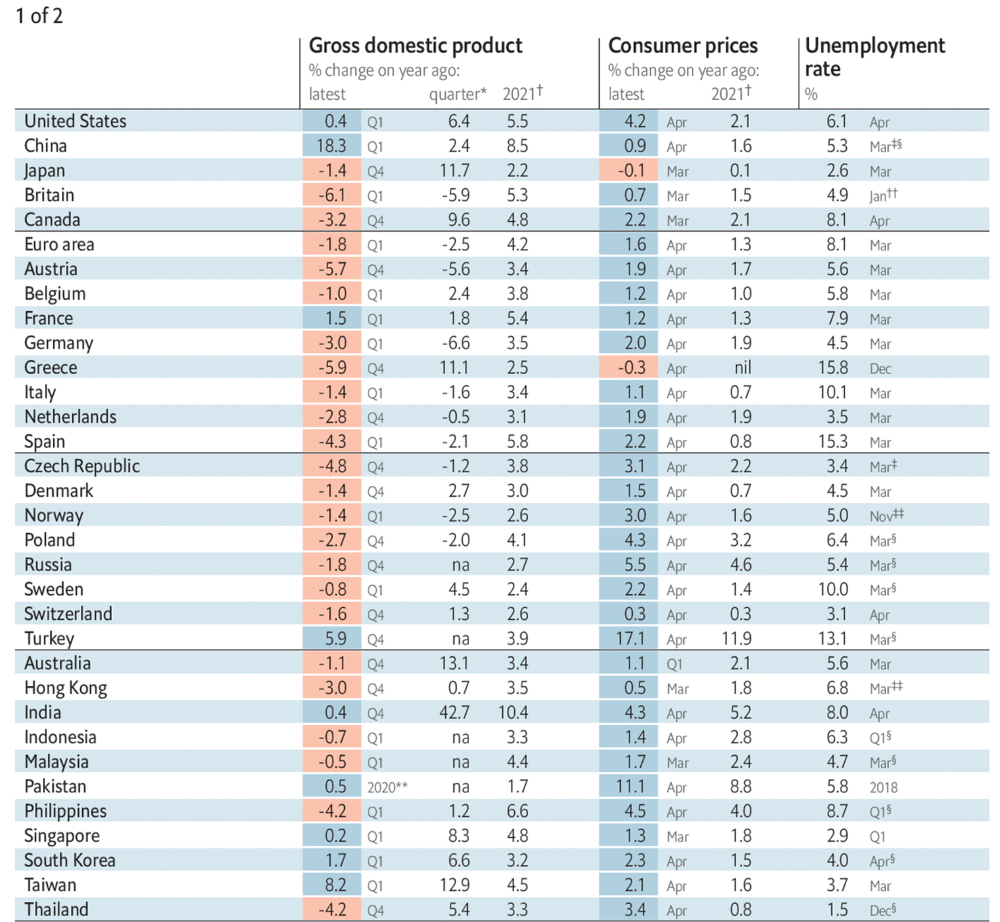 1 of 2
Gross domestic product Consumer prices Unemployment
% change on year ago: % change on year ago: rate
latest quarter* 2021† latest 2021† %
United States 0.4 Q1 6.4 5.5 4.2 Apr 2.1 6.1 Apr
China 18.3 Q1 2.4 8.5 0.9 Apr 1.6 5.3 Mar‡§
Japan -1.4 Q4 11.7 2.2 -0.1 Mar 0.1 2.6 Mar
Britain -6.1 Q1 -5.9 5.3 0.7 Mar 1.5 4.9 Jan††
Canada -3.2 Q4 9.6 4.8 2.2 Mar 2.1 8.1 Apr
Euro area -1.8 Q1 -2.5 4.2 1.6 Apr 1.3 8.1 Mar
Austria -5.7 Q4 -5.6 3.4 1.9 Apr 1.7 5.6 Mar
Belgium -1.0 Q1 2.4 3.8 1.2 Apr 1.0 5.8 Mar
France 1.5 Q1 1.8 5.4 1.2 Apr 1.3 7.9 Mar
Germany -3.0 Q1 -6.6 3.5 2.0 Apr 1.9 4.5 Mar
Greece -5.9 Q4 11.1 2.5 -0.3 Apr nil 15.8 Dec
Italy -1.4 Q1 -1.6 3.4 1.1 Apr 0.7 10.1 Mar
Netherlands -2.8 Q4 -0.5 3.1 1.9 Apr 1.9 3.5 Mar
Spain -4.3 Q1 -2.1 5.8 2.2 Apr 0.8 15.3 Mar
Czech Republic -4.8 Q4 -1.2 3.8 3.1 Apr 2.2 3.4 Mar‡
Denmark -1.4 Q4 2.7 3.0 1.5 Apr 0.7 4.5 Mar
Norway -1.4 Q1 -2.5 2.6 3.0 Apr 1.6 5.0 Nov‡‡
Poland -2.7 Q4 -2.0 4.1 4.3 Apr 3.2 6.4 Mar§
Russia -1.8 Q4 na 2.7 5.5 Apr 4.6 5.4 Mar§
Sweden -0.8 Q1 4.5 2.4 2.2 Apr 1.4 10.0 Mar§
Switzerland -1.6 Q4 1.3 2.6 0.3 Apr 0.3 3.1 Apr
Turkey 5.9 Q4 na 3.9 17.1 Apr 11.9 13.1 Mar§
Australia -1.1 Q4 13.1 3.4 1.1 Q1 2.1 5.6 Mar
Hong Kong -3.0 Q4 0.7 3.5 0.5 Mar 1.8 6.8 Mar‡‡
India 0.4 Q4 42.7 10.4 4.3 Apr 5.2 8.0 Apr
Indonesia -0.7 Q1 na 3.3 1.4 Apr 2.8 6.3 Q1§
Malaysia -0.5 Q1 na 4.4 1.7 Mar 2.4 4.7 Mar§
Pakistan 0.5 2020** na 1.7 11.1 Apr 8.8 5.8 2018
Philippines -4.2 Q1 1.2 6.6 4.5 Apr 4.0 8.7 Q1§
Singapore 0.2 Q1 8.3 4.8 1.3 Mar 1.8 2.9 Q1
South Korea 1.7 Q1 6.6 3.2 2.3 Apr 1.5 4.0 Apr§
Taiwan 8.2 Q1 12.9 4.5 2.1 Apr 1.6 3.7 Mar
Thailand -4.2 Q4 5.4 3.3 3.4 Apr 0.8 1.5 Dec§